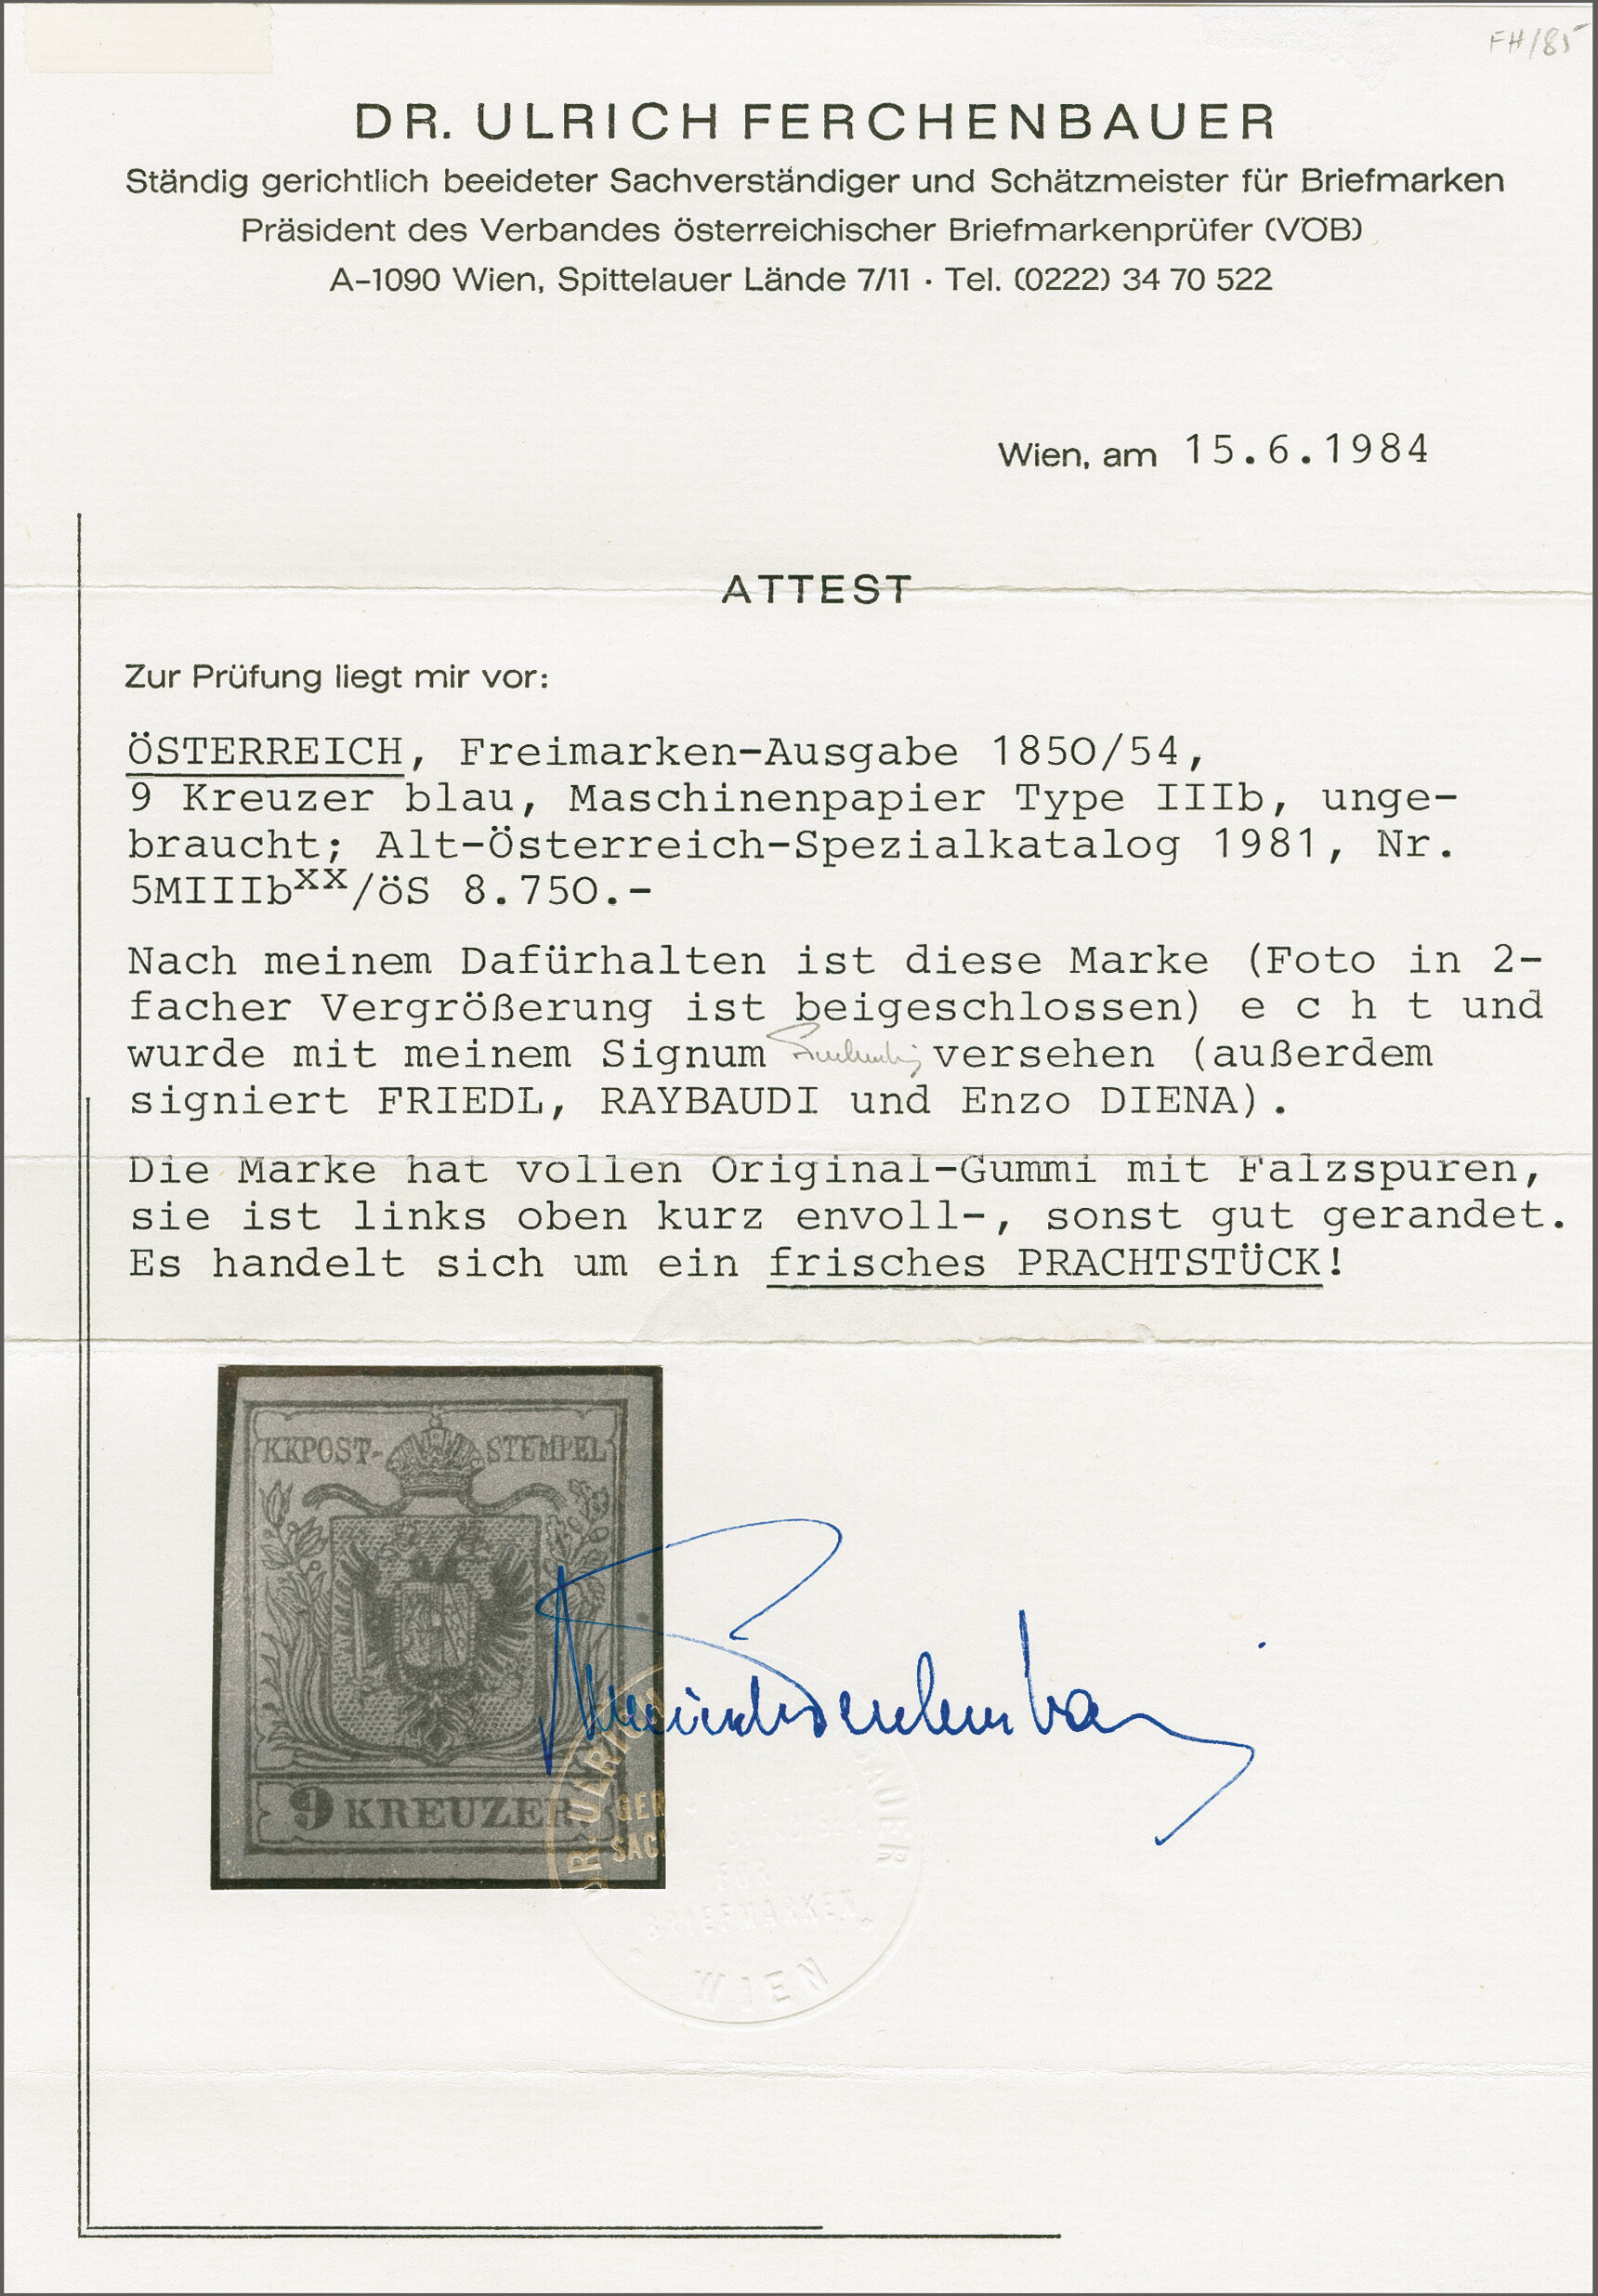 FH/85
DR. ULRICH FERCHENBAUER
Ständig gerichtlich beeideter Sachverständiger und Schätzmeister für Briefmarken
Präsident des Verbandes österreichischer Briefmarkenprüfer (VÖB)
A-1090 Wien, Spittelauer Lände 7/11 · Tel. (0222) 34 70 522
Wien, am 15.6.1984
ATTEST
Zur Prüfung liegt mir vor:
ÖSTERREICH, Freimarken-Ausgabe 1850/54,
9 Kreuzer blau, Maschinenpapier Type IIIb, unge-
braucht; Alt-Österreich-Spezialkatalog 1981, Nr.
5MIIIbxx/öS 8.750.-
Nach meinem Dafürhalten ist diese Marke (Foto in 2-
facher Vergrößerung ist beigeschlossen) e c h t und
wurde mit meinem Signum versehen (außerdem
signiert FRIEDL, RAYBAUDI und Enzo DIENA).
Die Marke hat vollen Original-Gummi mit Falzspuren,
sie ist links oben kurz envoll-, sonst gut gerandet.
Es handelt sich um ein frisches PRACHTSTÜCK!
KKPOST-STEMPEL
9 KREUZER
DR. ULRICH BAUER
GER
SACH
FÜR
BRIEFMARKEN
WIEN